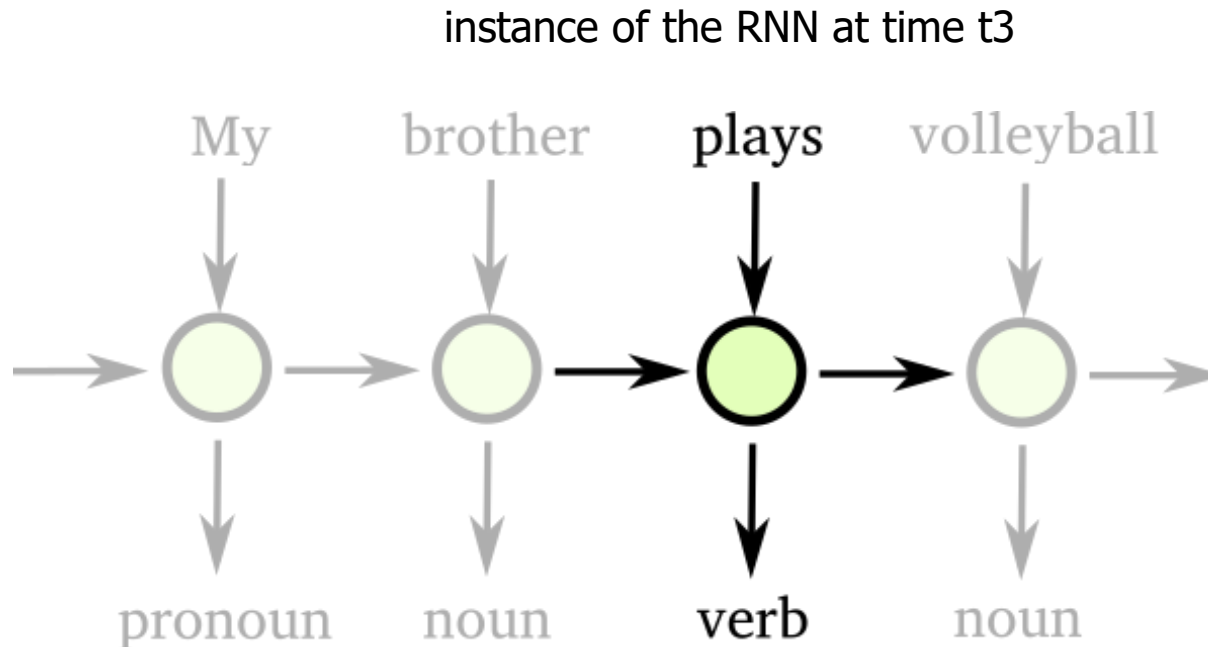 instance of the RNN at time t3
My brother plays volleyball
pronoun noun verb noun